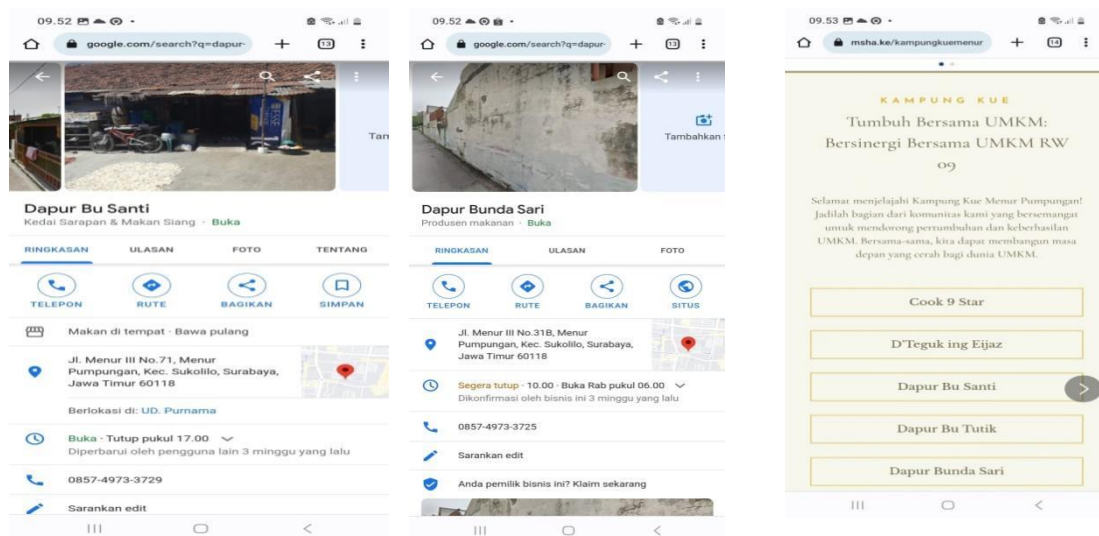 09.52
google.com/search?q=dapur-
13
Tan
Dapur Bu Santi
Kedai Sarapan & Makan Siang · Buka
RINGKASAN ULASAN FOTO TENTANG
TELEPON RUTE BAGIKAN SIMPAN
Makan di tempat · Bawa pulang
Jl. Menur III No.71, Menur
Pumpungan, Kec. Sukolilo, Surabaya,
Jawa Timur 60118
Berlokasi di: UD. Purnama
Buka · Tutup pukul 17.00
Diperbarui oleh pengguna lain 3 minggu yang lalu
0857-4973-3729
Sarankan edit
09.52
google.com/search?q=dapur-
13
Tambahkan
Dapur Bunda Sari
Produsen makanan · Buka
RINGKASAN ULASAN FOTO
TELEPON RUTE BAGIKAN SITUS
Jl. Menur III No.31B, Menur
Pumpungan, Kec. Sukolilo, Surabaya,
Jawa Timur 60118
Segera tutup · 10.00 · Buka Rab pukul 06.00
Dikonfirmasi oleh bisnis ini 3 minggu yang lalu
0857-4973-3725
Sarankan edit
Anda pemilik bisnis ini? Klaim sekarang
09.53
msha.ke/kampungkuemenur
14
KAMPUNG KUE
Tumbuh Bersama UMKM:
Bersinergi Bersama UMKM RW
09
Selamat menjelajahi Kampung Kue Menur Pumpungan!
Jadilah bagian dari komunitas kami yang bersemangat
untuk mendorong pertumbuhan dan keberhasilan
UMKM. Bersama-sama, kita dapat membangun masa
depan yang cerah bagi dunia UMKM.
Cook 9 Star
D'Teguk ing Eijaz
Dapur Bu Santi
Dapur Bu Tutik
Dapur Bunda Sari